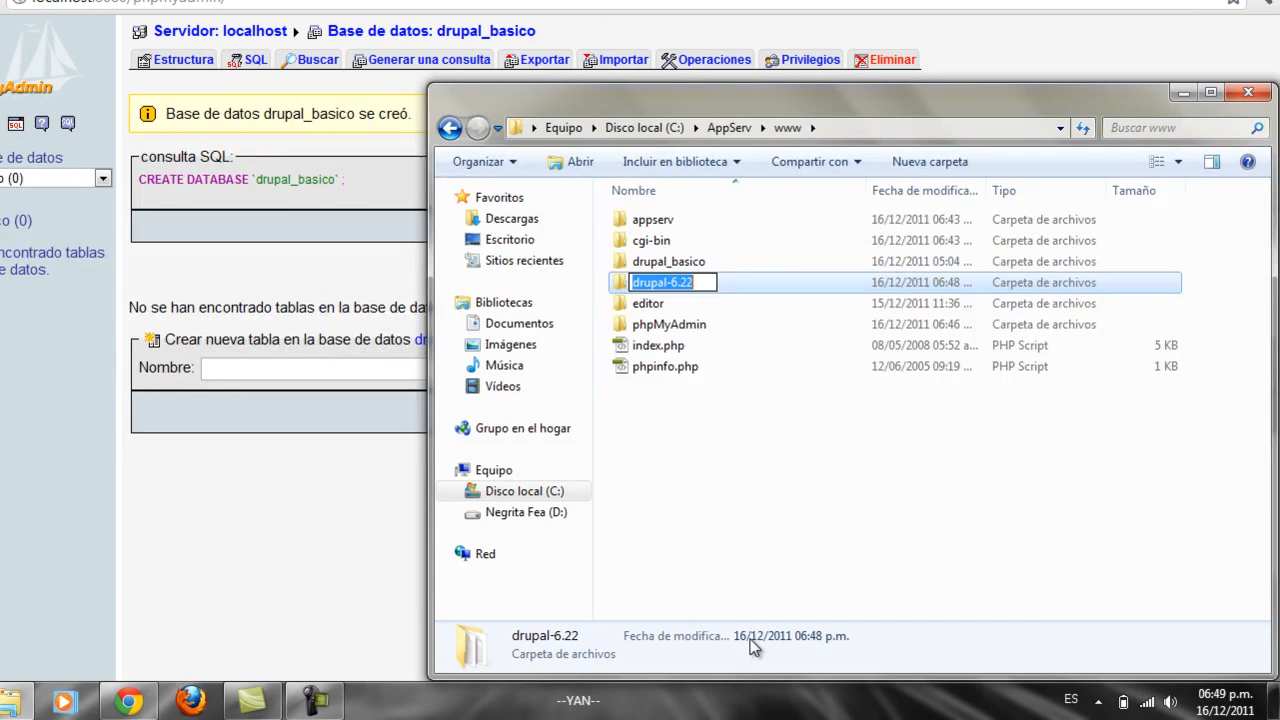 localhost:8080/phpmyadmin/
Servidor: localhost ▸ Base de datos: drupal_basico
Estructura SQL Buscar Generar una consulta Exportar Importar Operaciones Privilegios Eliminar
Admin
SQL
Base de datos drupal_basico se creó.
e de datos
o (0)
co (0)
ncontrado tablas
de datos.
consulta SQL:
CREATE DATABASE `drupal_basico` ;
No se han encontrado tablas en la base de dat
Crear nueva tabla en la base de datos dr
Nombre:
Equipo ▸ Disco local (C:) ▸ AppServ ▸ www ▸
Buscar www
Organizar Abrir Incluir en biblioteca Compartir con Nueva carpeta
Favoritos
Descargas
Escritorio
Sitios recientes
Bibliotecas
Documentos
Imágenes
Música
Vídeos
Grupo en el hogar
Equipo
Disco local (C:)
Negrita Fea (D:)
Red
Nombre Fecha de modifica... Tipo Tamaño
appserv 16/12/2011 06:43 ... Carpeta de archivos
cgi-bin 16/12/2011 06:43 ... Carpeta de archivos
drupal_basico 16/12/2011 05:04 ... Carpeta de archivos
drupal-6.22 16/12/2011 06:48 ... Carpeta de archivos
editor 15/12/2011 11:36 ... Carpeta de archivos
phpMyAdmin 16/12/2011 06:46 ... Carpeta de archivos
index.php 08/05/2008 05:52 a... PHP Script 5 KB
phpinfo.php 12/06/2005 09:19 ... PHP Script 1 KB
drupal-6.22 Fecha de modifica... 16/12/2011 06:48 p.m.
Carpeta de archivos
--YAN--
ES
06:49 p.m.
16/12/2011